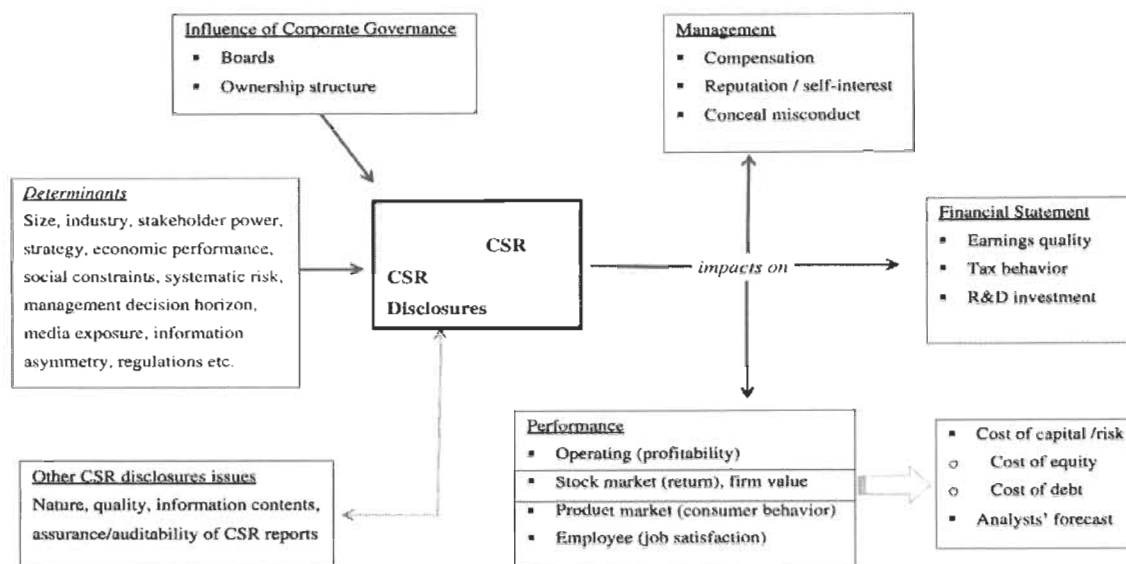 Influence of Corporate Governance
▪ Boards
▪ Ownership structure
Management
▪ Compensation
▪ Reputation / self-interest
▪ Conceal misconduct
Determinants
Size, industry, stakeholder power,
strategy, economic performance,
social constraints, systematic risk,
management decision horizon,
media exposure, information
asymmetry, regulations etc.
CSR
CSR
Disclosures
impacts on
Financial Statement
▪ Earnings quality
▪ Tax behavior
▪ R&D investment
Other CSR disclosures issues
Nature, quality, information contents,
assurance/auditability of CSR reports
Performance
▪ Operating (profitability)
▪ Stock market (return), firm value
▪ Product market (consumer behavior)
▪ Employee (job satisfaction)
▪ Cost of capital /risk
○ Cost of equity
○ Cost of debt
▪ Analysts' forecast